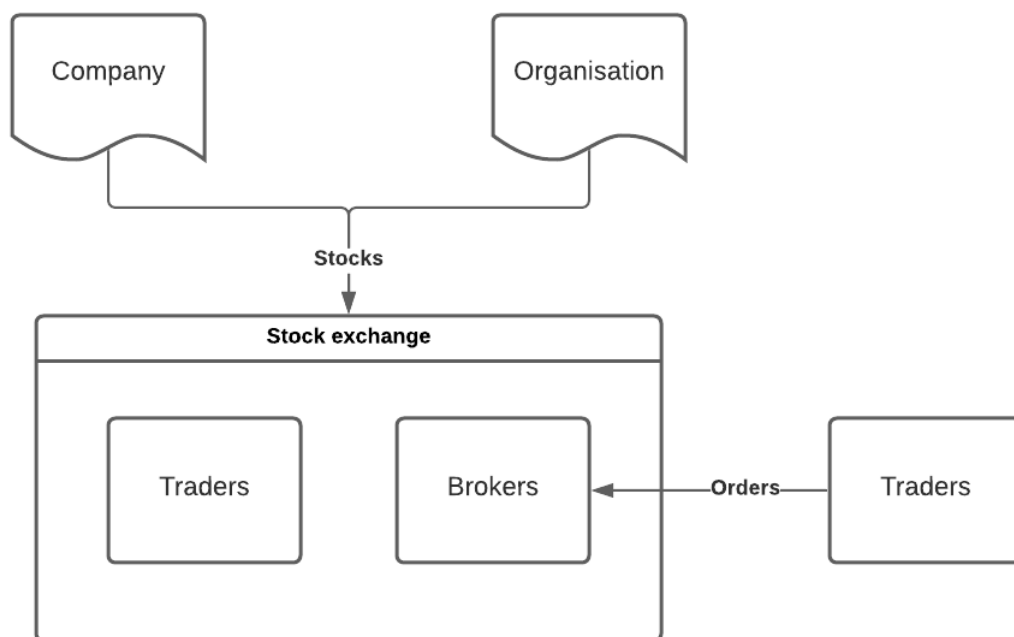 Company
Organisation
Stocks
Stock exchange
Traders
Brokers
Orders
Traders